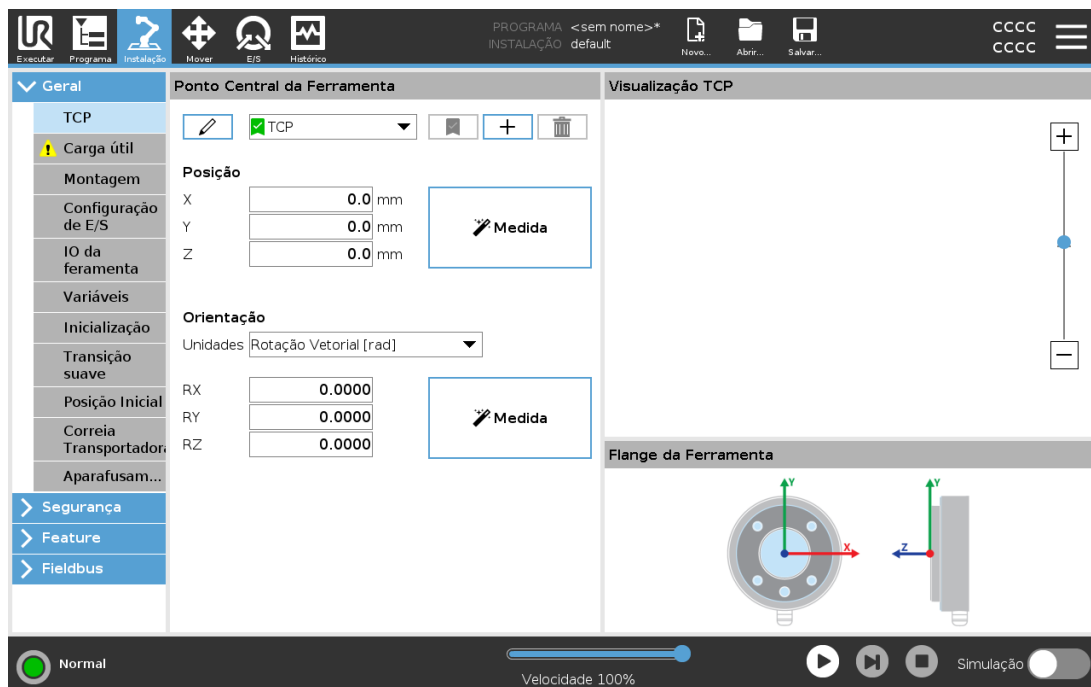 PROGRAMA <sem nome>*
INSTALAÇÃO default
CCCC
CCCC
Executar Programa Instalação Mover E/S Histórico Novo... Abrir... Salvar...
Geral
TCP
Carga útil
Montagem
Configuração
de E/S
IO da
feramenta
Variáveis
Inicialização
Transição
suave
Posição Inicial
Correia
Transportador
Aparafusam...
Segurança
Feature
Fieldbus
Ponto Central da Ferramenta
TCP
Posição
X 0.0 mm
Y 0.0 mm
Z 0.0 mm
Medida
Orientação
Unidades Rotação Vetorial [rad]
RX 0.0000
RY 0.0000
RZ 0.0000
Medida
Visualização TCP
Flange da Ferramenta
Y
X
Y
Z
Normal
Velocidade 100%
Simulação